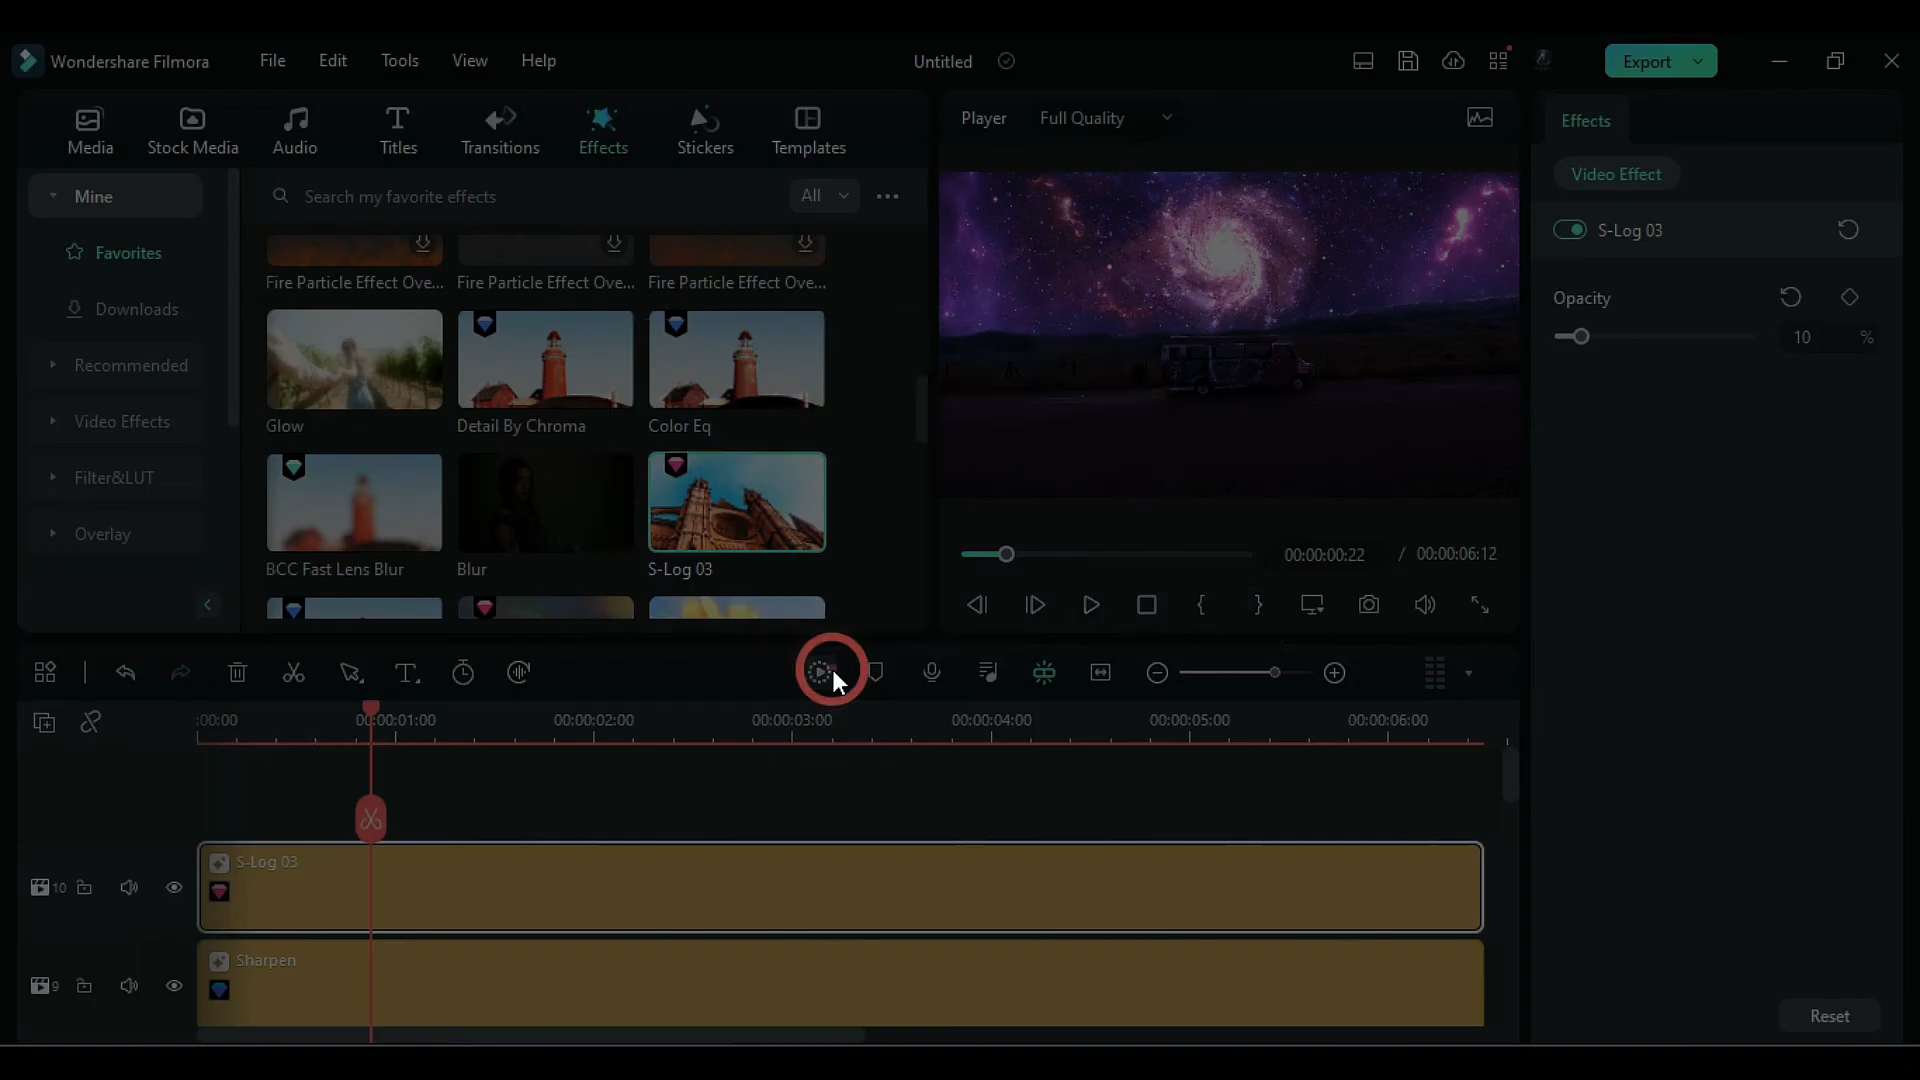 Wondershare Filmora
File
Edit
Tools
View
Help
Untitled
Export
Media
Stock Media
Audio
Titles
Transitions
Effects
Stickers
Templates
Player
Full Quality
Effects
Mine
Search my favorite effects
All
Video Effect
Favorites
S-Log 03
Fire Particle Effect Ove...
Fire Particle Effect Ove...
Fire Particle Effect Ove...
Downloads
Opacity
10
%
Recommended
Video Effects
Glow
Detail By Chroma
Color Eq
Filter&LUT
Overlay
BCC Fast Lens Blur
Blur
S-Log 03
00:00:00:22
/ 00:00:06:12
:00:00
00:00:01:00
00:00:02:00
00:00:03:00
00:00:04:00
00:00:05:00
00:00:06:00
S-Log 03
10
Sharpen
9
Reset